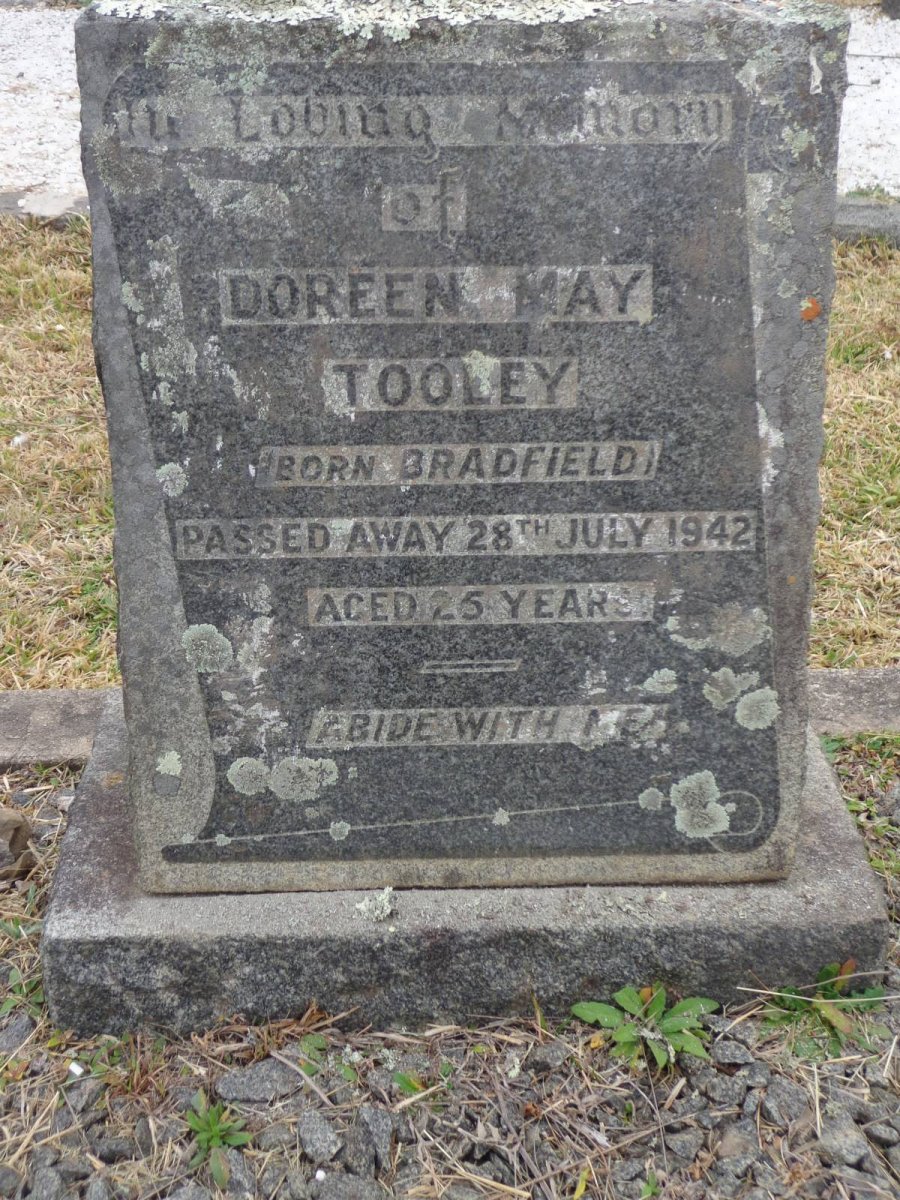 In Loving Memory
of
DOREEN MAY
TOOLEY
(BORN BRADFIELD)
PASSED AWAY 28TH JULY 1942
AGED 25 YEARS
ABIDE WITH ME